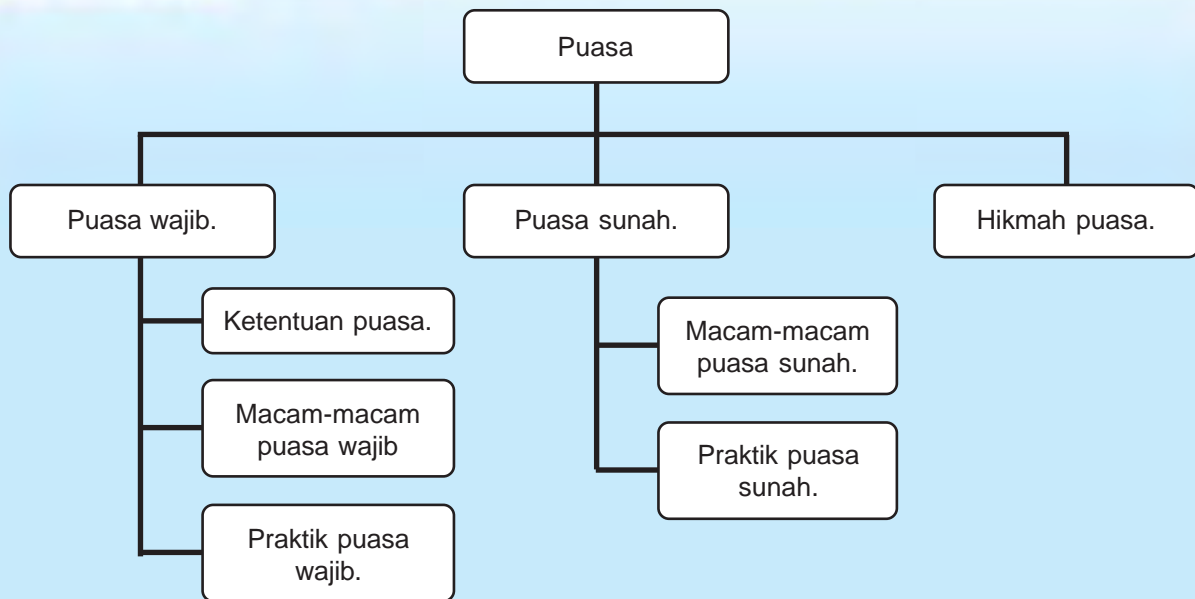 Puasa
Puasa wajib.
Puasa sunah.
Hikmah puasa.
Ketentuan puasa.
Macam-macam
puasa wajib
Praktik puasa
wajib.
Macam-macam
puasa sunah.
Praktik puasa
sunah.